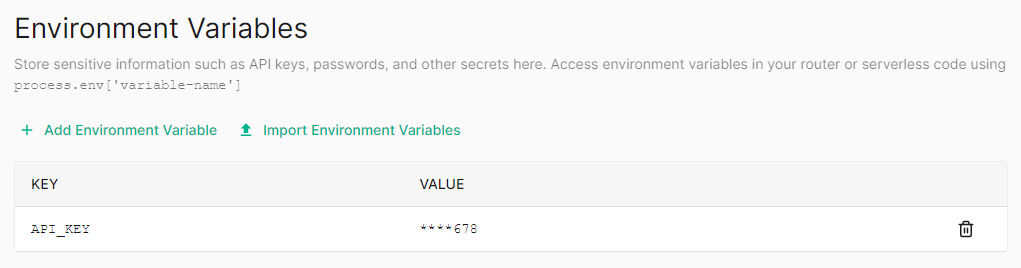 Environment Variables
Store sensitive information such as API keys, passwords, and other secrets here. Access environment variables in your router or serverless code using
process.env['variable-name']
Add Environment Variable Import Environment Variables
KEY VALUE
API_KEY ****678